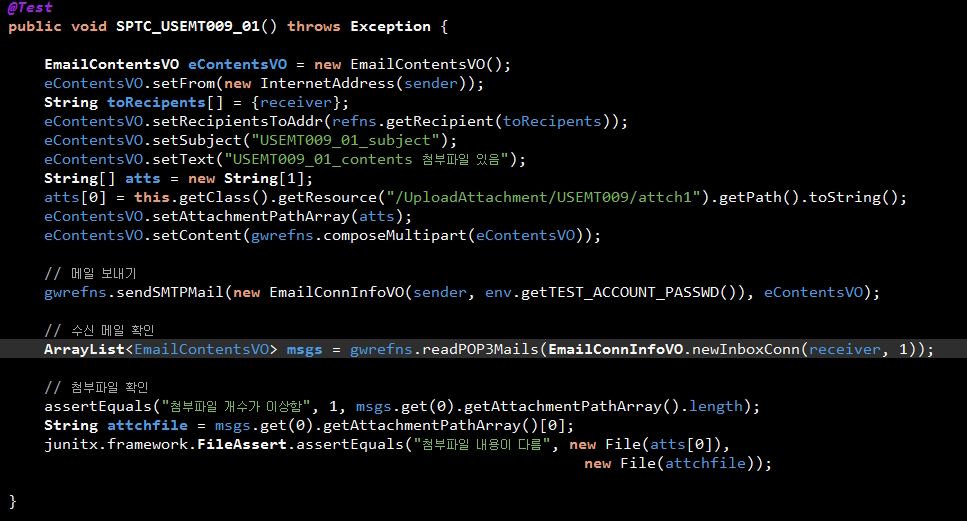 @Test
public void SPTC_USEMT009_01() throws Exception {
EmailContentsVO eContentsVO = new EmailContentsVO();
eContentsVO.setFrom(new InternetAddress(sender));
String toRecipents[] = {receiver};
eContentsVO.setRecipientsToAddr(refns.getRecipient(toRecipents));
eContentsVO.setSubject("USEMT009_01_subject");
eContentsVO.setText("USEMT009_01_contents 첨부파일 있음");
String[] atts = new String[1];
atts[0] = this.getClass().getResource("/UploadAttachment/USEMT009/attch1").getPath().toString();
eContentsVO.setAttachmentPathArray(atts);
eContentsVO.setContent(gwrefns.composeMultipart(eContentsVO));
// 메일 보내기
gwrefns.sendSMTPMail(new EmailConnInfoVO(sender, env.getTEST_ACCOUNT_PASSWD()), eContentsVO);
// 수신 메일 확인
ArrayList<EmailContentsVO> msgs = gwrefns.readPOP3Mails(EmailConnInfoVO.newInboxConn(receiver, 1));
// 첨부파일 확인
assertEquals("첨부파일 개수가 이상함", 1, msgs.get(0).getAttachmentPathArray().length);
String attchfile = msgs.get(0).getAttachmentPathArray()[0];
junitx.framework.FileAssert.assertEquals("첨부파일 내용이 다름", new File(atts[0]),
new File(attchfile));
}